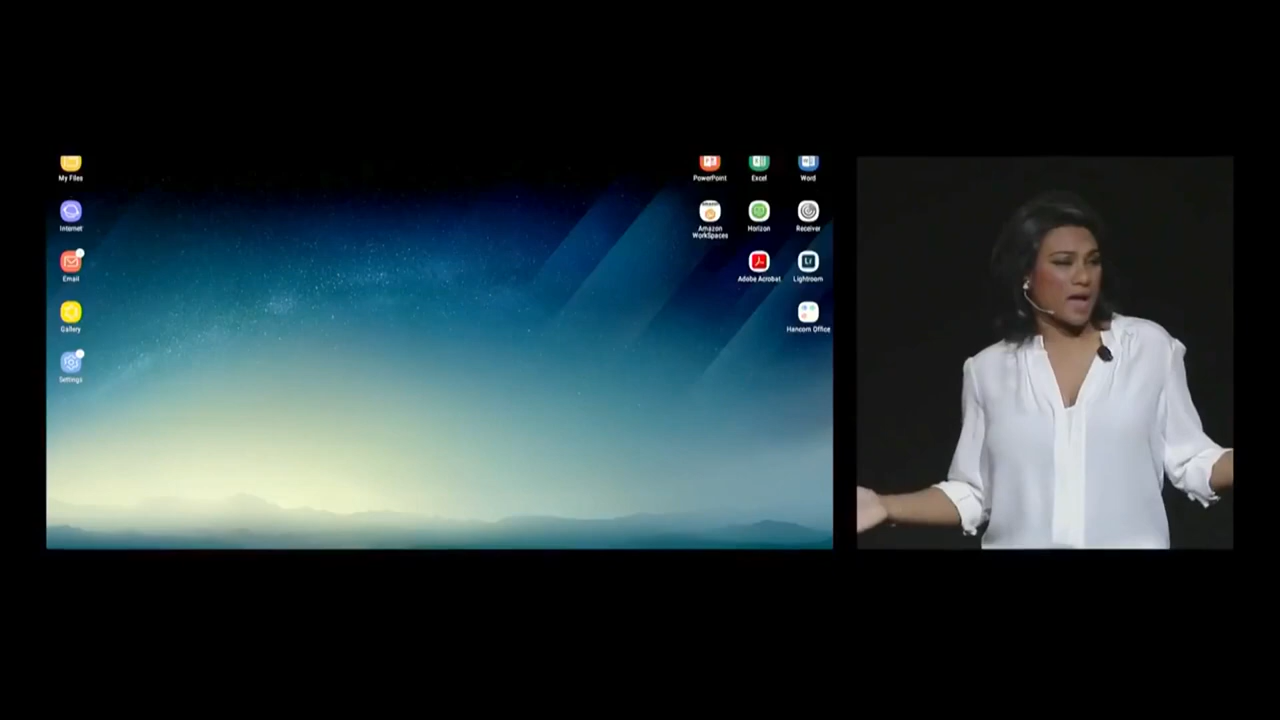 My Files
PowerPoint
Excel
Word
Internet
Amazon
WorkSpaces
Horizon
Receiver
Email
Adobe Acrobat
Lightroom
Gallery
Hancom Office
Settings